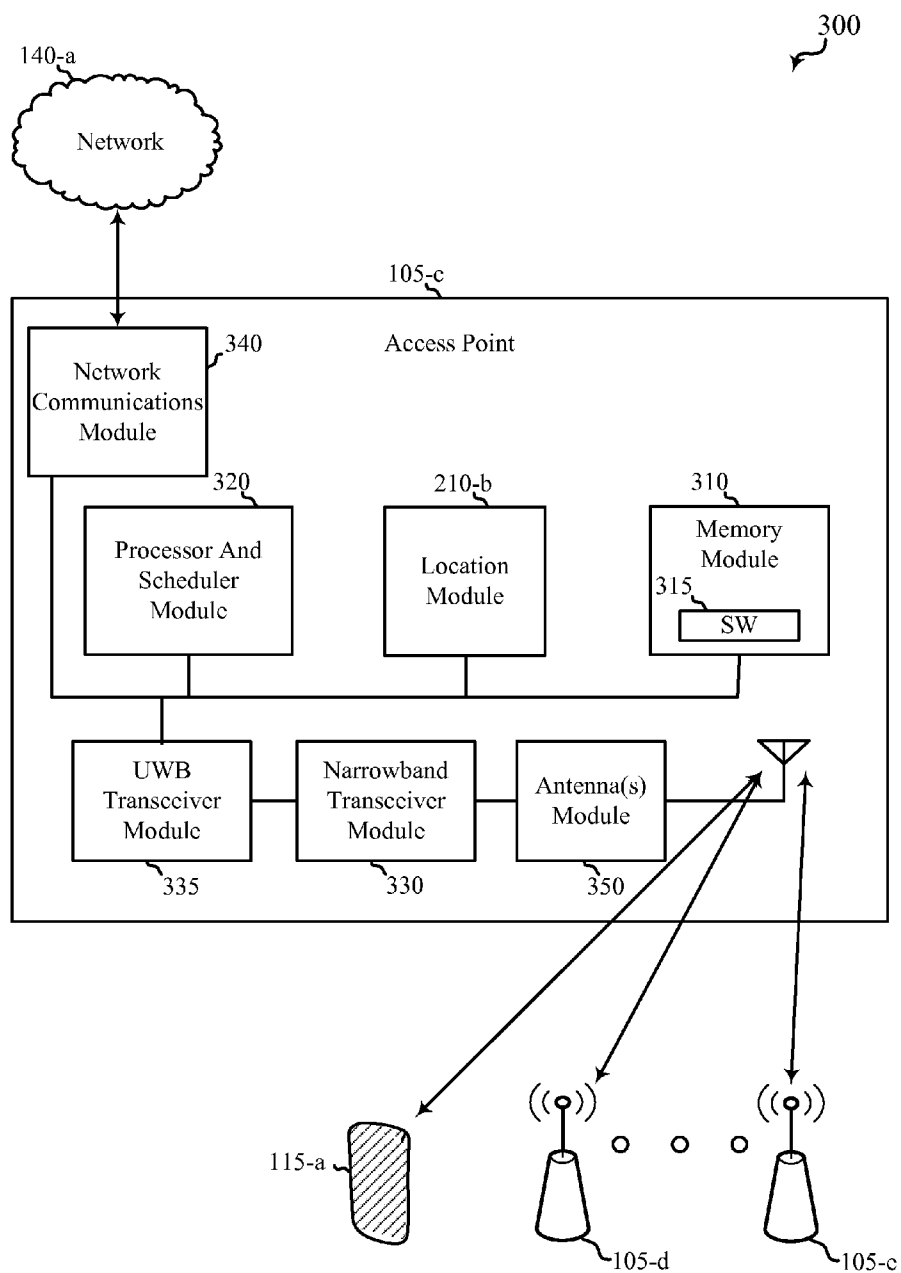 300
140-a
Network
105-c
Access Point
340
Network
Communications
Module
320
Processor And
Scheduler
Module
210-b
Location
Module
310
Memory
Module
315
SW
UWB
Transceiver
Module
335
Narrowband
Transceiver
Module
330
Antenna(s)
Module
350
115-a
105-d
105-e